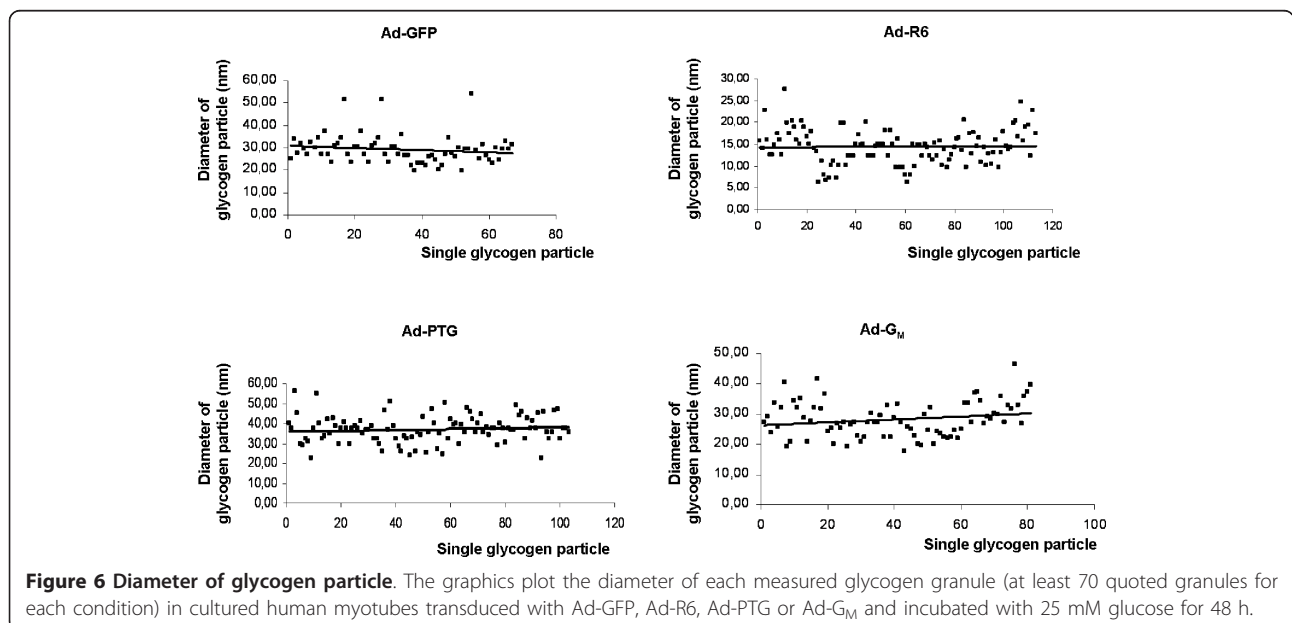 Ad-GFP
Diameter of
glycogen particle (nm)
60,00
50,00
40,00
30,00
20,00
10,00
0,00
0 20 40 60 80
Single glycogen particle
Ad-R6
Diameter of
glycogen particle (nm)
30,00
25,00
20,00
15,00
10,00
5,00
0,00
0 20 40 60 80 100 120
Single glycogen particle
Ad-PTG
Diameter of
glycogen particle (nm)
60,00
50,00
40,00
30,00
20,00
10,00
0,00
0 20 40 60 80 100 120
Single glycogen particle
Ad-GM
Diameter of
glycogen particle (nm)
50,00
40,00
30,00
20,00
10,00
0,00
0 20 40 60 80 100
Single glycogen particle
Figure 6 Diameter of glycogen particle. The graphics plot the diameter of each measured glycogen granule (at least 70 quoted granules for
each condition) in cultured human myotubes transduced with Ad-GFP, Ad-R6, Ad-PTG or Ad-GM and incubated with 25 mM glucose for 48 h.